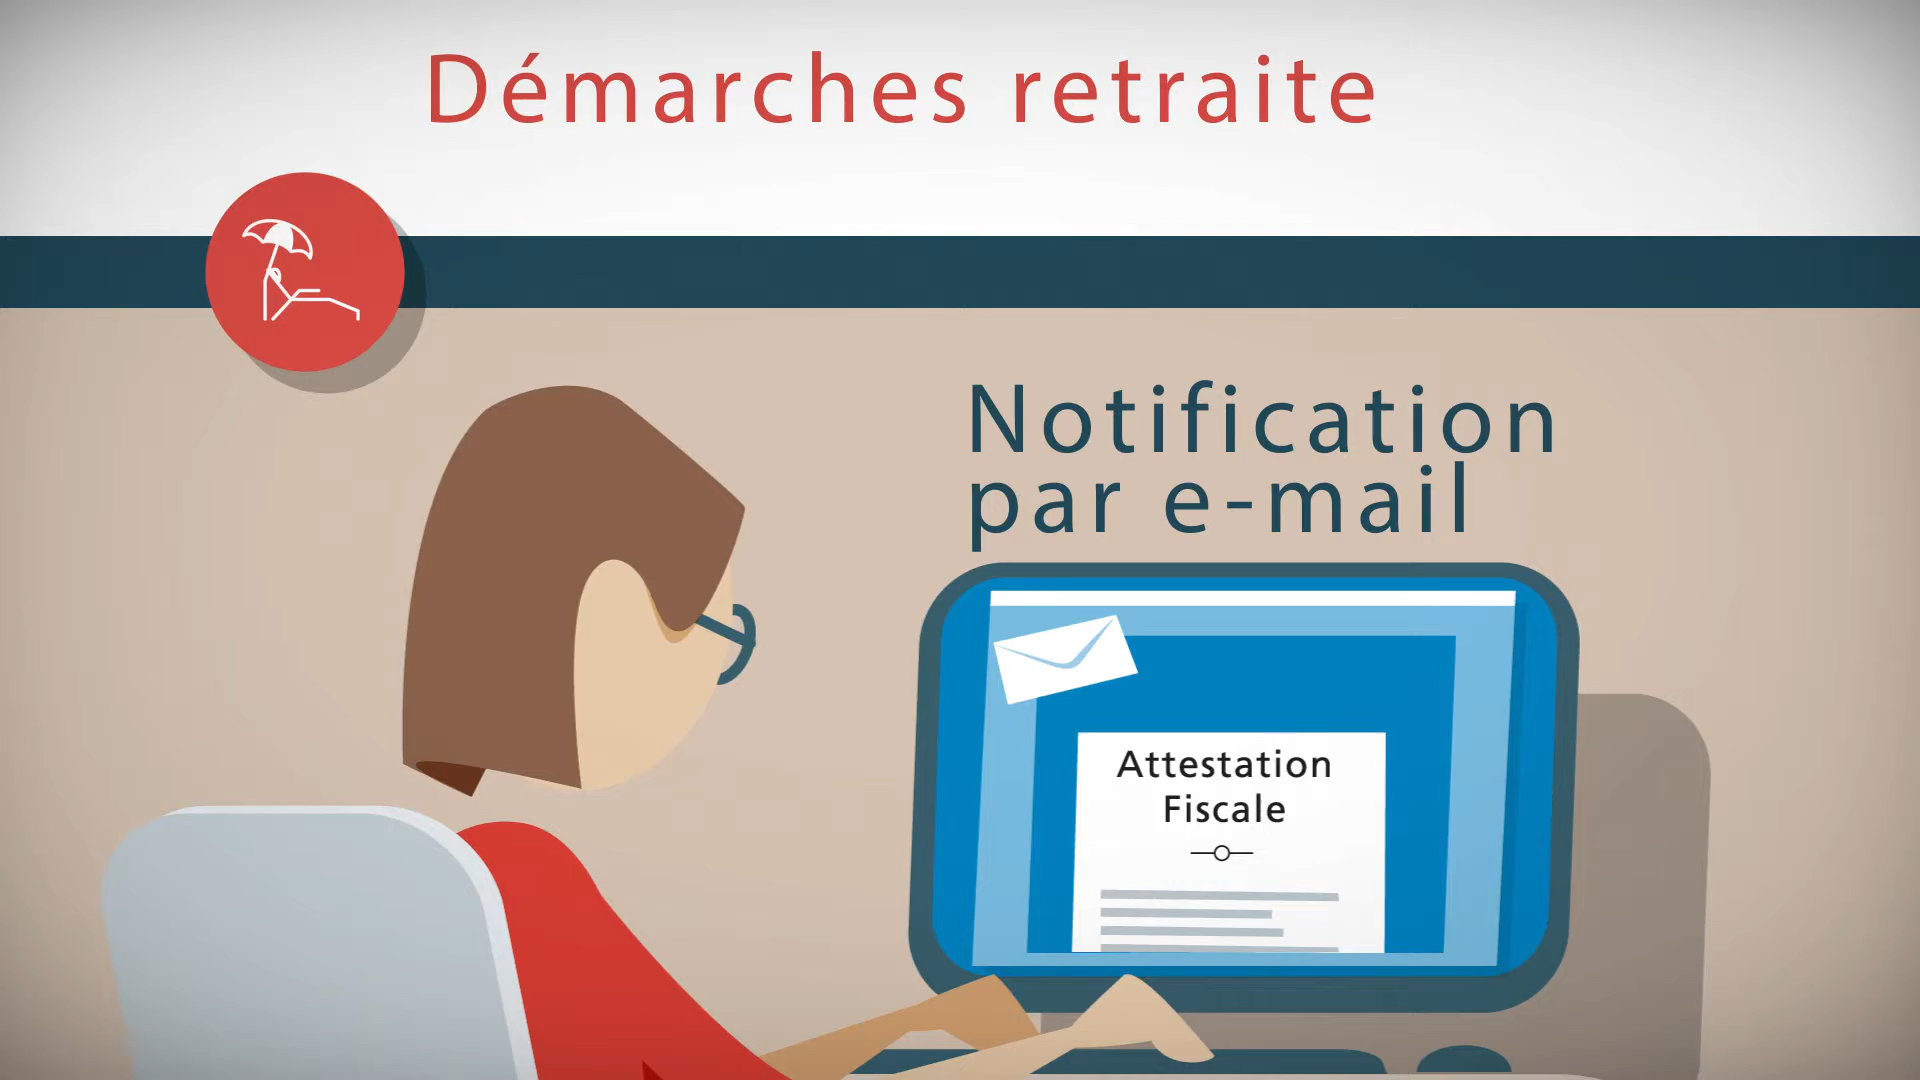 Démarches retraite
Notification
par e-mail
Attestation
Fiscale